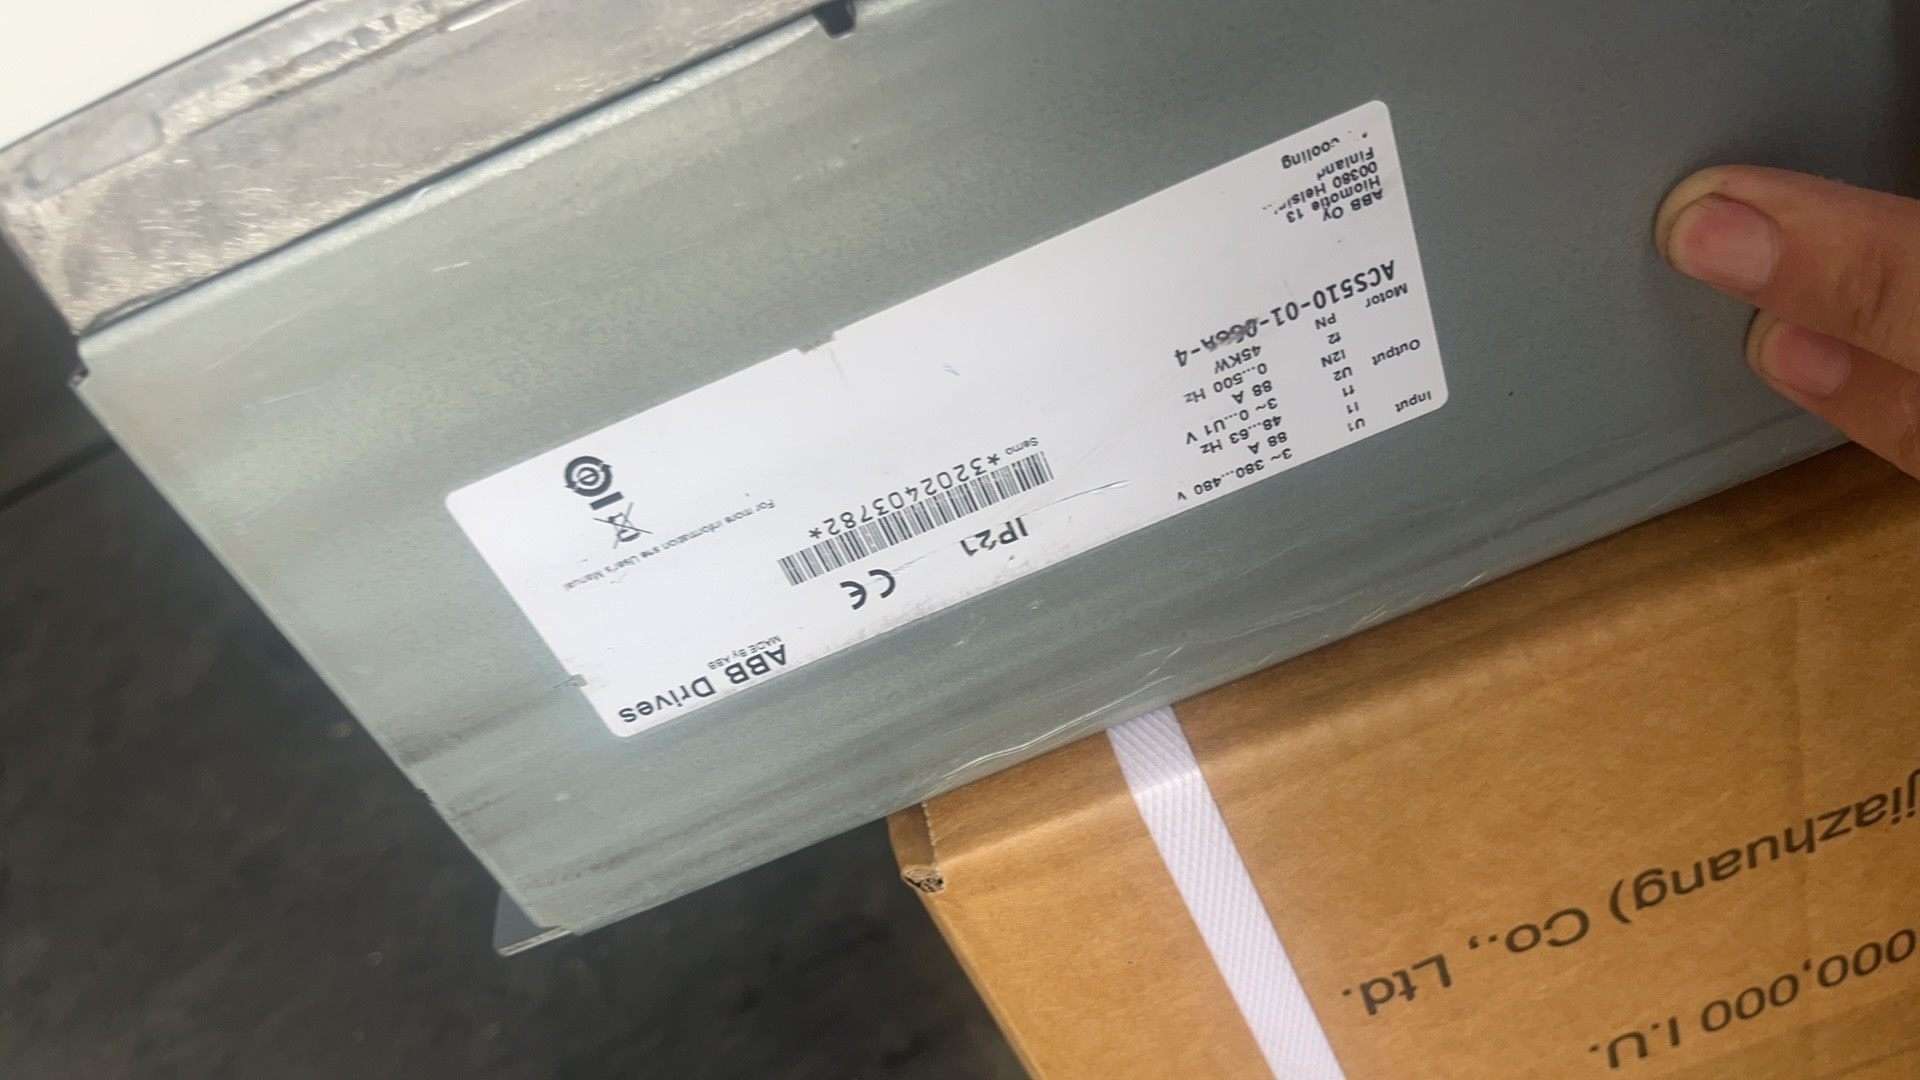 ABB Oy
Hiomotie 13
00380
Finland
cooling
ACS510-01-
A-4
Motor PN 45KW
f2 0...500 Hz
Output I2N 88 A
U2 3~ 0...U1 V
f1 48...63 Hz
I1 88 A
Input U1 3~ 380...480 V
Serno *3202403782*
IP21
CE
For more information see User's Manual
e
ABB Drives
MADE By ABB
jiazhuang) Co., Ltd.
000,000 I.U.